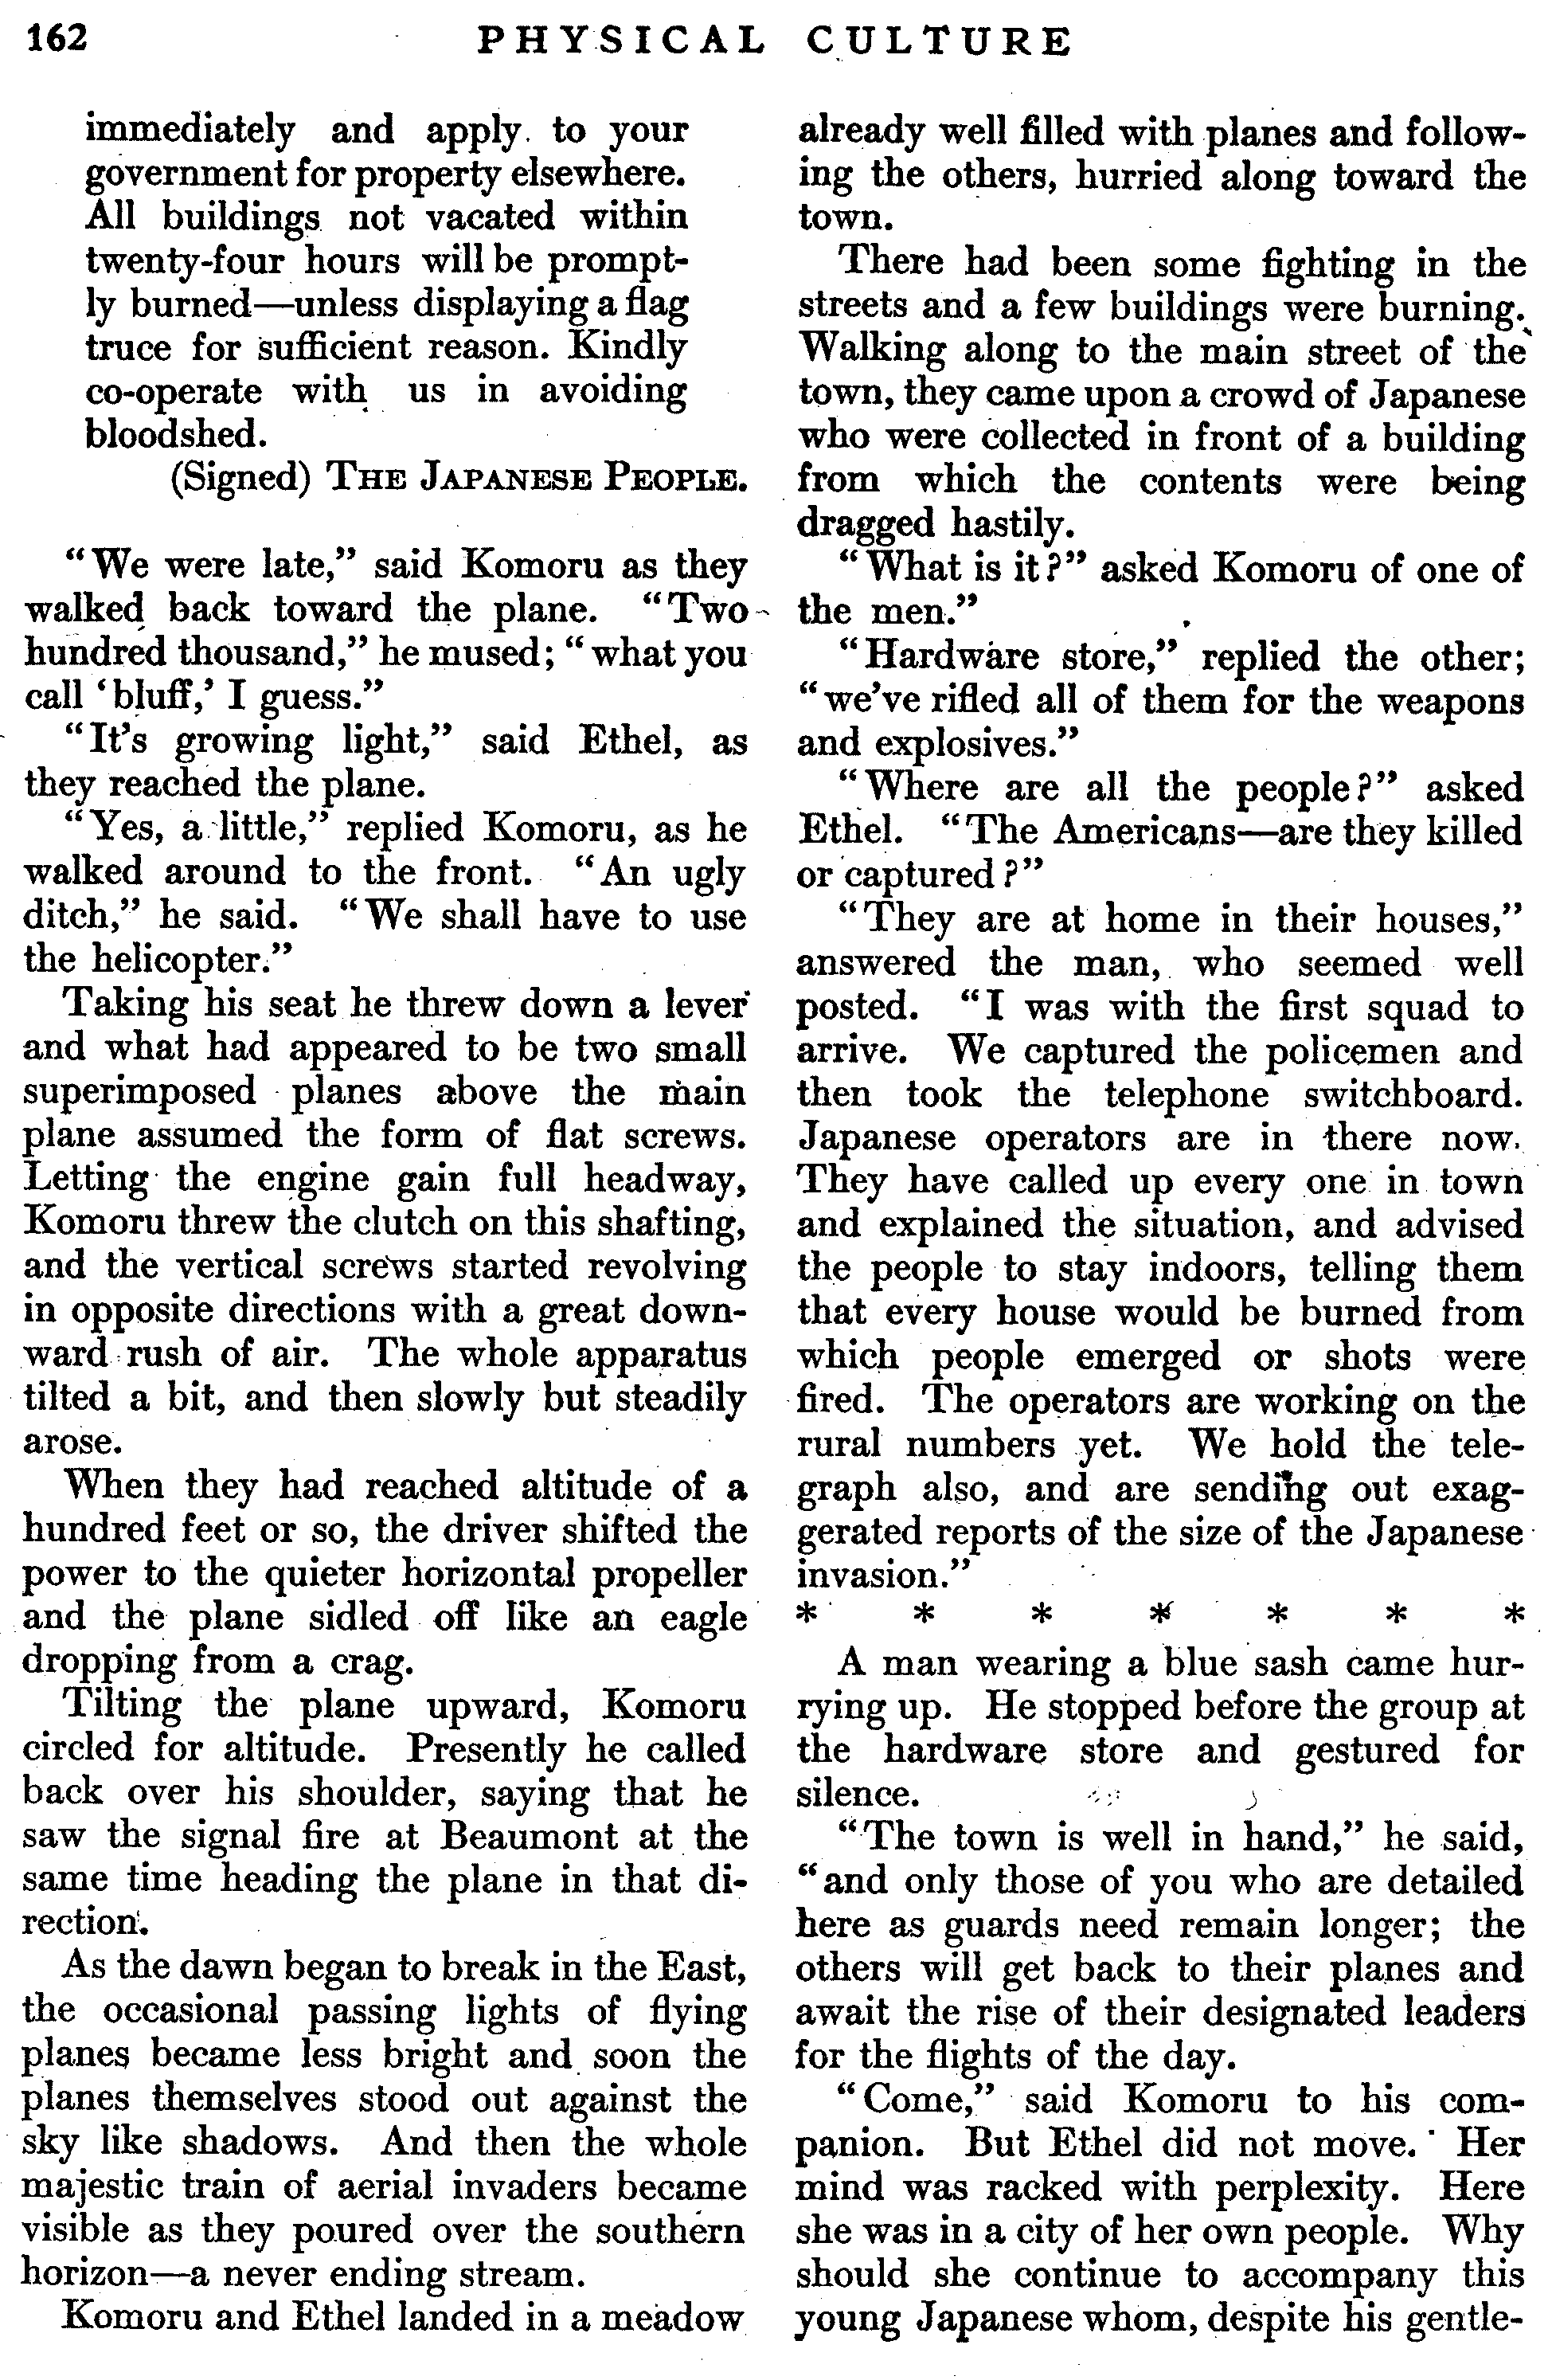 162
PHYSICAL CULTURE
immediately and apply to your
government for property elsewhere.
All buildings not vacated within
twenty-four hours will be prompt-
ly burned—unless displaying a flag
truce for sufficient reason. Kindly
co-operate with us in avoiding
bloodshed.
(Signed) THE JAPANESE PEOPLE.
"We were late," said Komoru as they
walked back toward the plane. "Two
hundred thousand," he mused; "what you
call 'bluff,' I guess."
"It's growing light," said Ethel, as
they reached the plane.
"Yes, a little," replied Komoru, as he
walked around to the front. "An ugly
ditch," he said. "We shall have to use
the helicopter."
Taking his seat he threw down a lever
and what had appeared to be two small
superimposed planes above the main
plane assumed the form of flat screws.
Letting the engine gain full headway,
Komoru threw the clutch on this shafting,
and the vertical screws started revolving
in opposite directions with a great down-
ward rush of air. The whole apparatus
tilted a bit, and then slowly but steadily
arose.
When they had reached altitude of a
hundred feet or so, the driver shifted the
power to the quieter horizontal propeller
and the plane sidled off like an eagle
dropping from a crag.
Tilting the plane upward, Komoru
circled for altitude. Presently he called
back over his shoulder, saying that he
saw the signal fire at Beaumont at the
same time heading the plane in that di-
rection.
As the dawn began to break in the East,
the occasional passing lights of flying
planes became less bright and soon the
planes themselves stood out against the
sky like shadows. And then the whole
majestic train of aerial invaders became
visible as they poured over the southern
horizon—a never ending stream.
Komoru and Ethel landed in a meadow
already well filled with planes and follow-
ing the others, hurried along toward the
town.
There had been some fighting in the
streets and a few buildings were burning.
Walking along to the main street of the
town, they came upon a crowd of Japanese
who were collected in front of a building
from which the contents were being
dragged hastily.
"What is it?" asked Komoru of one of
the men."
"Hardware store," replied the other;
"we've rifled all of them for the weapons
and explosives."
"Where are all the people?" asked
Ethel. "The Americans—are they killed
or captured?"
"They are at home in their houses,"
answered the man, who seemed well
posted. "I was with the first squad to
arrive. We captured the policemen and
then took the telephone switchboard.
Japanese operators are in there now.
They have called up every one in town
and explained the situation, and advised
the people to stay indoors, telling them
that every house would be burned from
which people emerged or shots were
fired. The operators are working on the
rural numbers yet. We hold the tele-
graph also, and are sending out exag-
gerated reports of the size of the Japanese
invasion."
* * * * * * *
A man wearing a blue sash came hur-
rying up. He stopped before the group at
the hardware store and gestured for
silence.
"The town is well in hand," he said,
"and only those of you who are detailed
here as guards need remain longer; the
others will get back to their planes and
await the rise of their designated leaders
for the flights of the day.
"Come," said Komoru to his com-
panion. But Ethel did not move. Her
mind was racked with perplexity. Here
she was in a city of her own people. Why
should she continue to accompany this
young Japanese whom, despite his gentle-